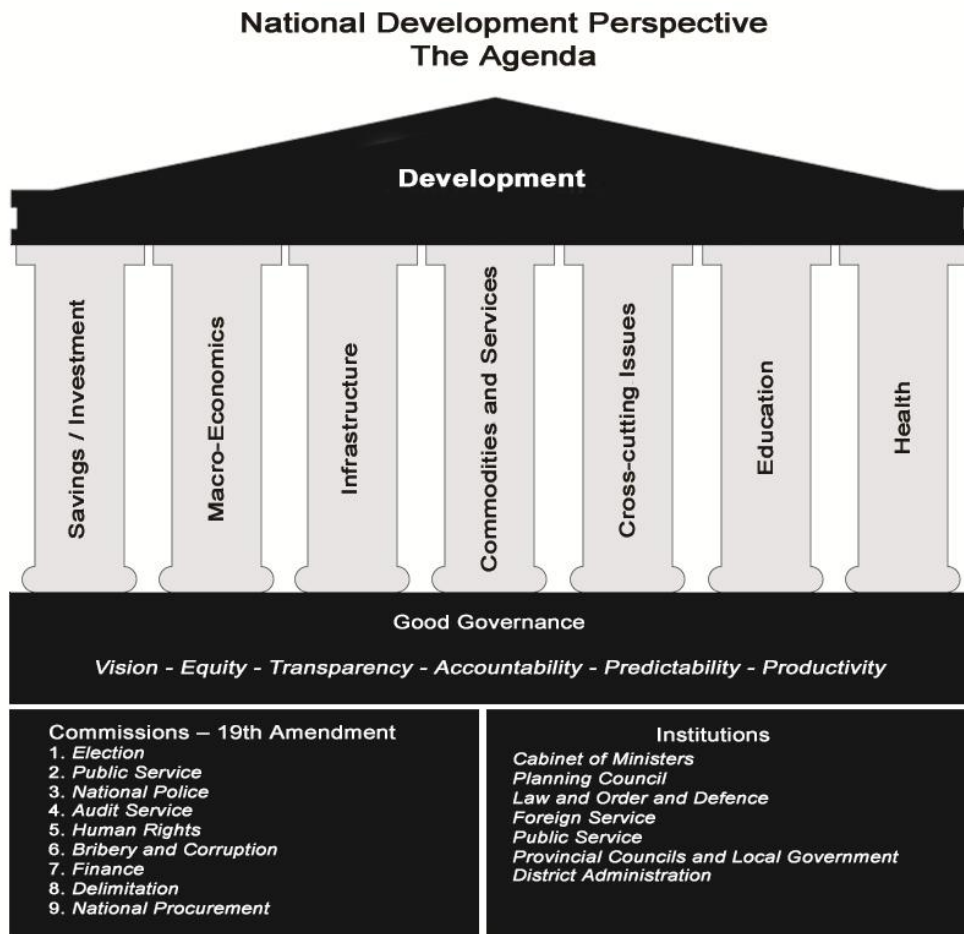 National Development Perspective
The Agenda
Development
Savings / Investment
Macro-Economics
Infrastructure
Commodities and Services
Cross-cutting Issues
Education
Health
Good Governance
Vision - Equity - Transparency - Accountability - Predictability - Productivity
Commissions – 19th Amendment
1. Election
2. Public Service
3. National Police
4. Audit Service
5. Human Rights
6. Bribery and Corruption
7. Finance
8. Delimitation
9. National Procurement
Institutions
Cabinet of Ministers
Planning Council
Law and Order and Defence
Foreign Service
Public Service
Provincial Councils and Local Government
District Administration